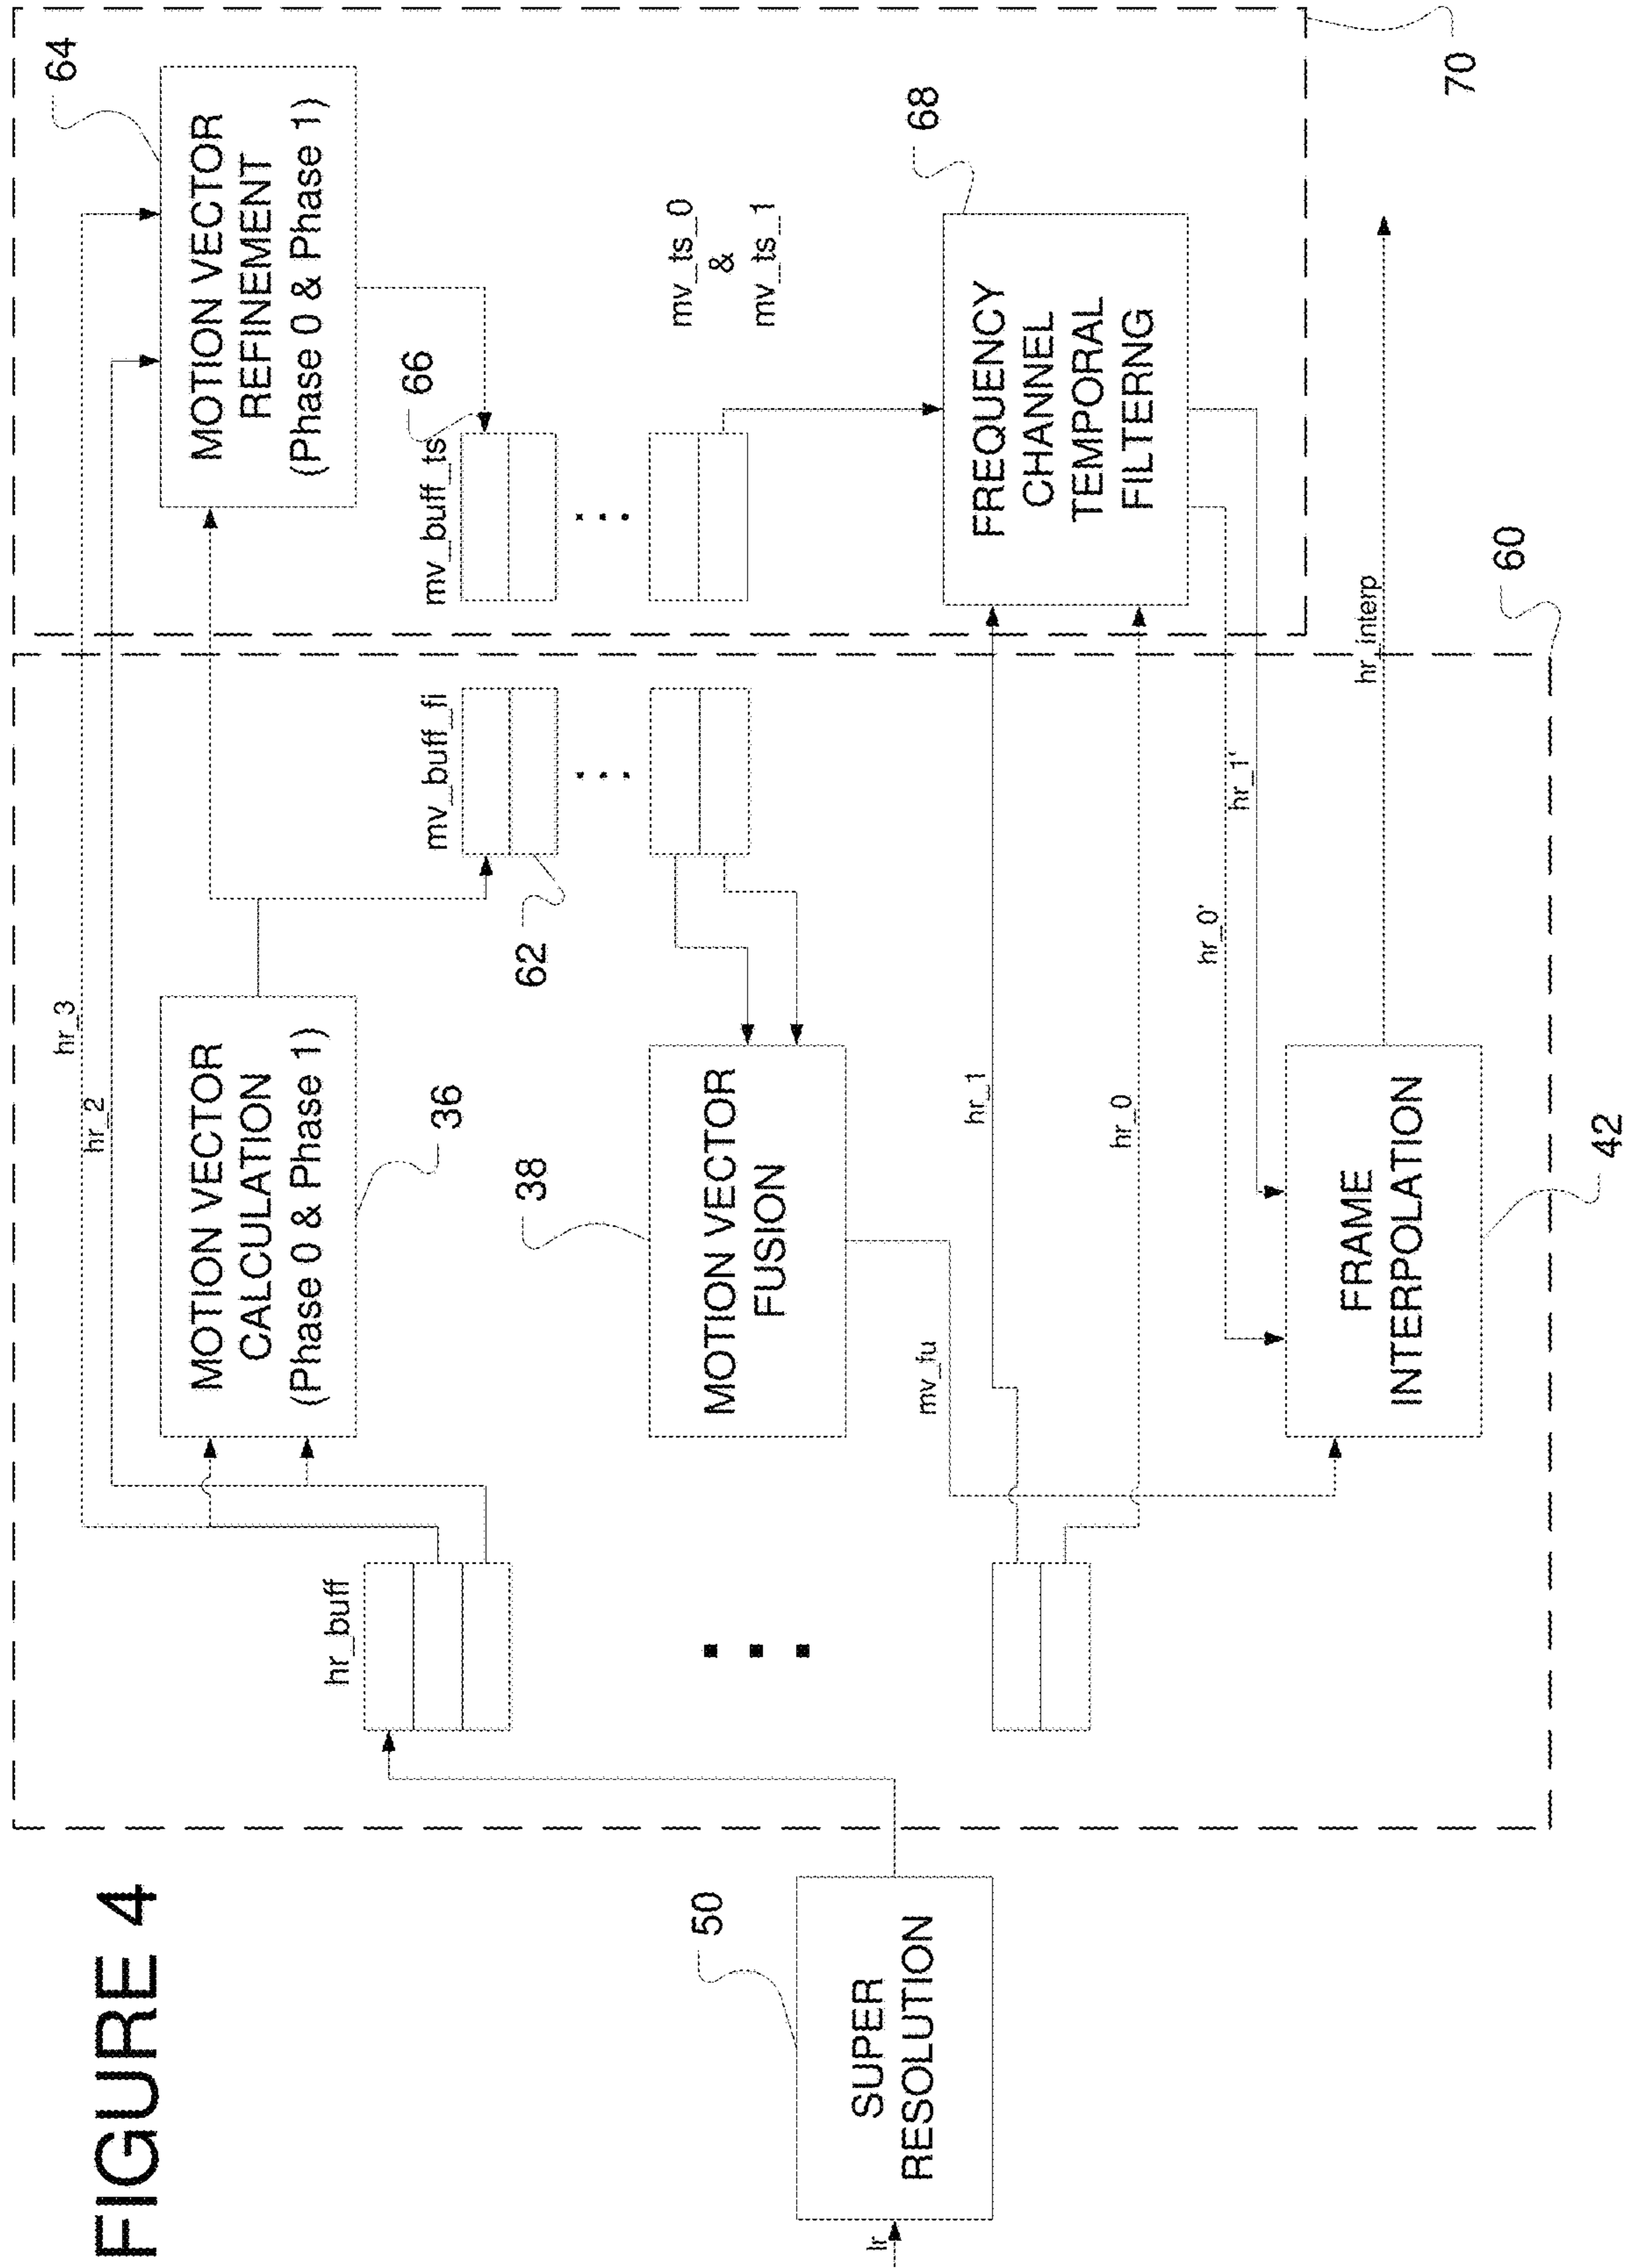 FIGURE 4
lr
SUPER
RESOLUTION
50
hr_buff
hr_3
hr_2
MOTION VECTOR
CALCULATION
(Phase 0 & Phase 1)
36
38
MOTION VECTOR
FUSION
mv_fu
hr_1
hr_0
FRAME
INTERPOLATION
42
62
mv_buff_fi
hr_0'
hr_1'
hr_interp
60
64
MOTION VECTOR
REFINEMENT
(Phase 0 & Phase 1)
66
mv_buff_ts
mv_ts_0
&
mv_ts_1
68
FREQUENCY
CHANNEL
TEMPORAL
FILTERNG
70